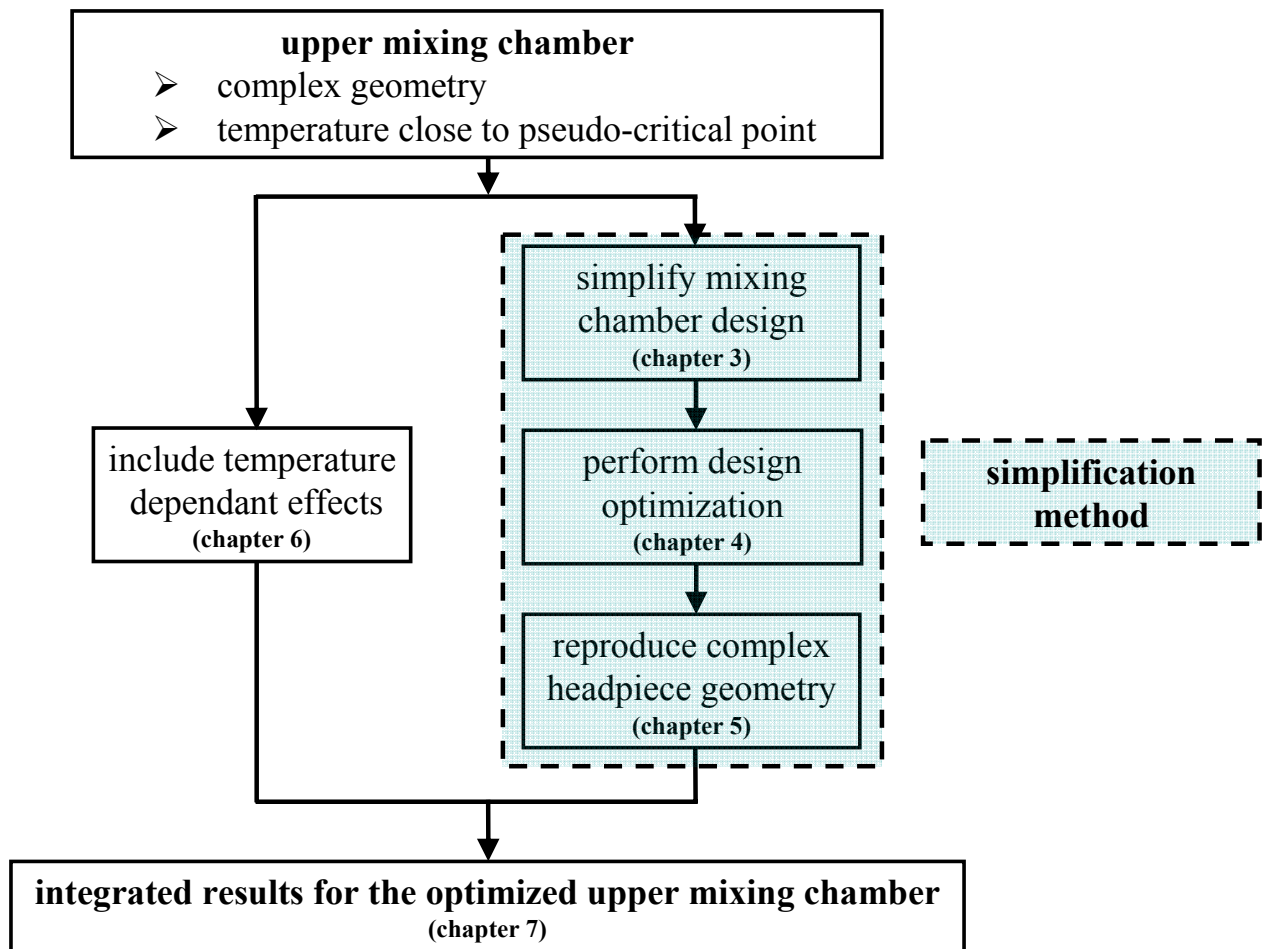 upper mixing chamber
➢ complex geometry
➢ temperature close to pseudo-critical point
simplify mixing
chamber design
(chapter 3)
include temperature
dependant effects
(chapter 6)
perform design
optimization
(chapter 4)
simplification
method
reproduce complex
headpiece geometry
(chapter 5)
integrated results for the optimized upper mixing chamber
(chapter 7)